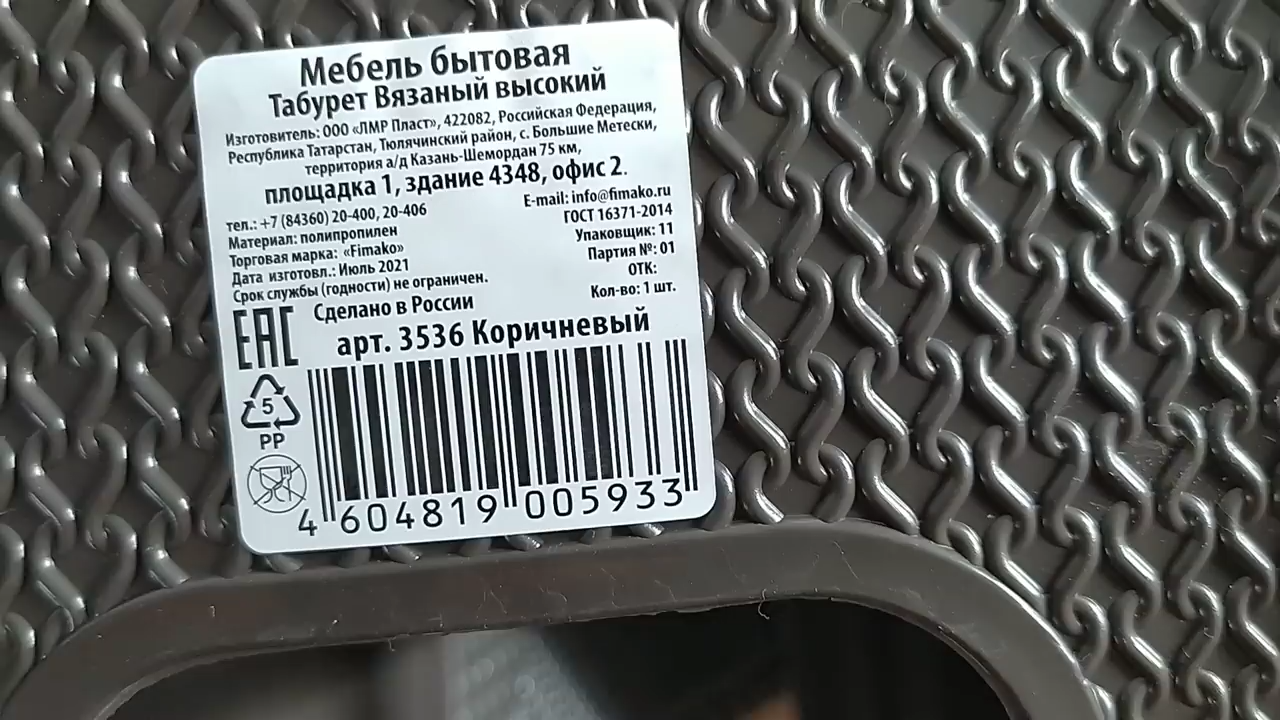 Мебель бытовая
Табурет Вязаный высокий
Изготовитель: ООО «ЛМР Пласт», 422082, Российская Федерация,
Республика Татарстан, Тюлячинский район, с. Большие Метески,
территория а/д Казань-Шемордан 75 км,
площадка 1, здание 4348, офис 2.
тел.: +7 (84360) 20-400, 20-406
Материал: полипропилен
Торговая марка: «Fimako»
Дата изготовл.: Июль 2021
Срок службы (годности) не ограничен.
E-mail: info@fimako.ru
ГОСТ 16371-2014
Упаковщик: 11
Партия №: 01
ОТК:
Кол-во: 1 шт.
EAC
Сделано в России
арт. 3536 Коричневый
5
PP
4 604819 005933